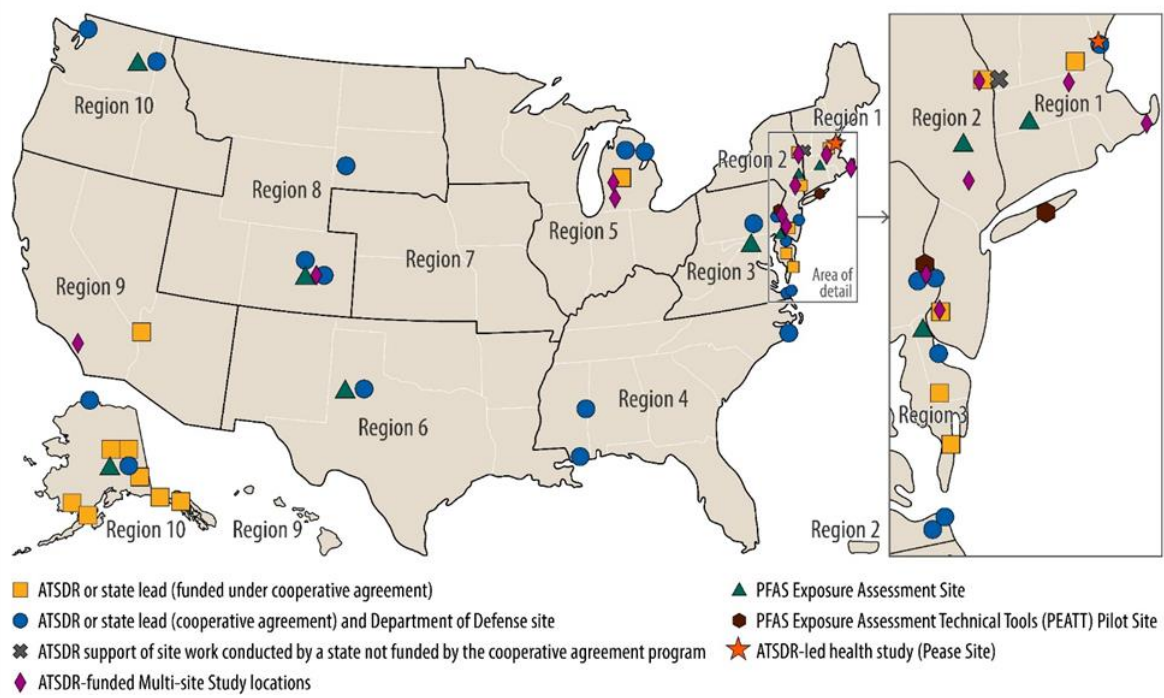 Region 10
Region 1
Region 2
Region 1
Region 2
Region 8
Region 5
Region 7
Region 3
Region 9
Area of
detail
Region 4
Region 6
Region 3
Region 10
Region 9
Region 2
ATSDR or state lead (funded under cooperative agreement)
ATSDR or state lead (cooperative agreement) and Department of Defense site
ATSDR support of site work conducted by a state not funded by the cooperative agreement program
ATSDR-funded Multi-site Study locations
PFAS Exposure Assessment Site
PFAS Exposure Assessment Technical Tools (PEATT) Pilot Site
ATSDR-led health study (Pease Site)